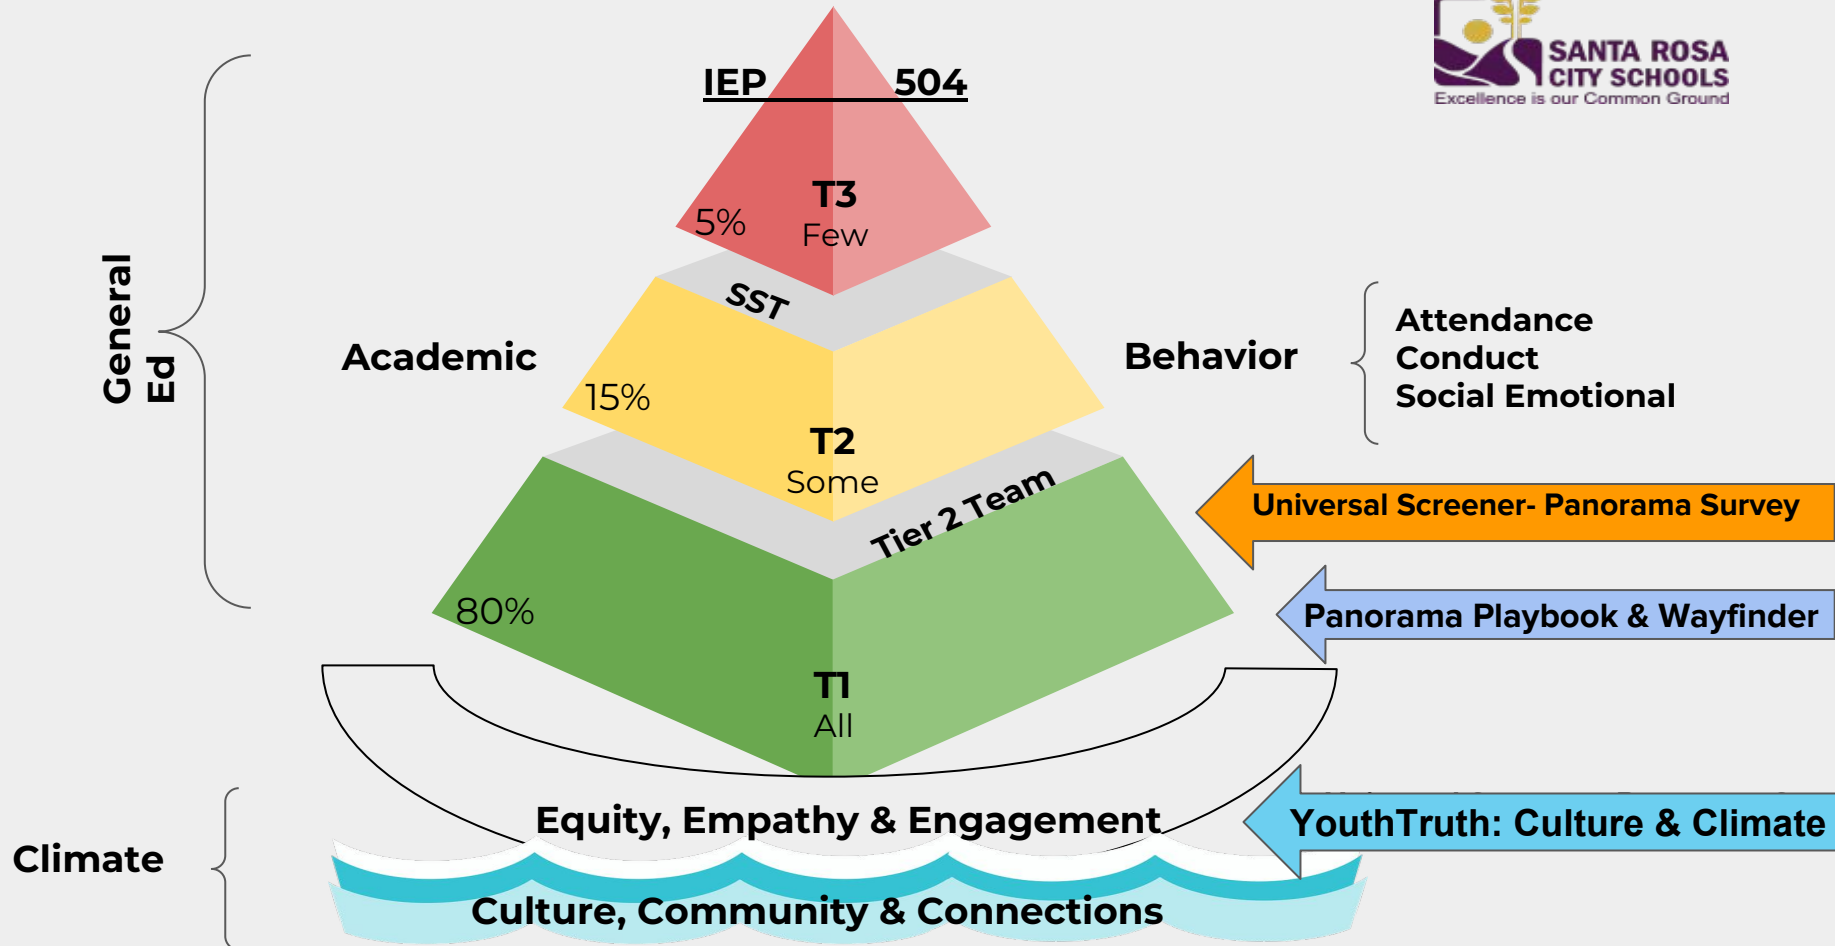 SANTA ROSA
CITY SCHOOLS
Excellence is our Common Ground
IEP 504
T3
5%
Few
General
Ed
SST
Academic
Behavior
Attendance
Conduct
Social Emotional
15%
T2
Some
Tier 2 Team
Universal Screener- Panorama Survey
80%
Panorama Playbook & Wayfinder
T1
All
Equity, Empathy & Engagement
YouthTruth: Culture & Climate
Climate
Culture, Community & Connections